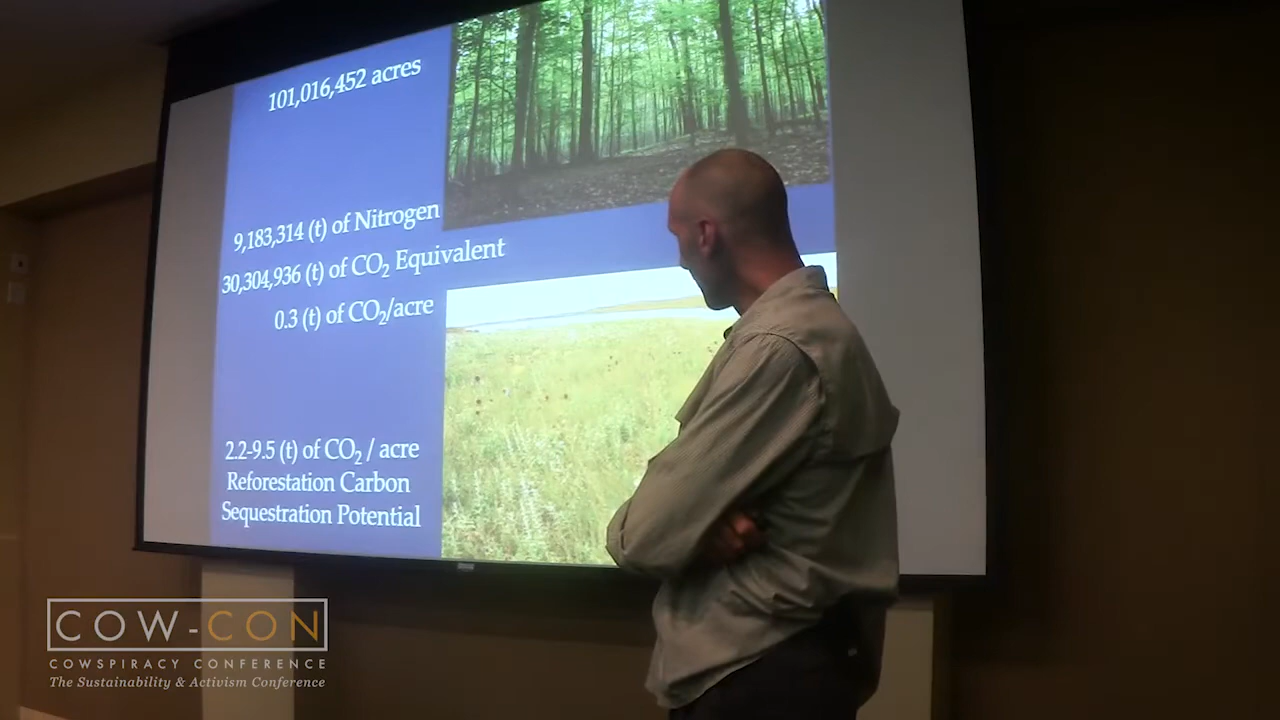 101,016,452 acres
9,183,314 (t) of Nitrogen
30,304,936 (t) of CO₂ Equivalent
0.3 (t) of CO₂/acre
2.2-9.5 (t) of CO₂ / acre
Reforestation Carbon
Sequestration Potential
COW-CON
COWSPIRACY CONFERENCE
The Sustainability & Activism Conference